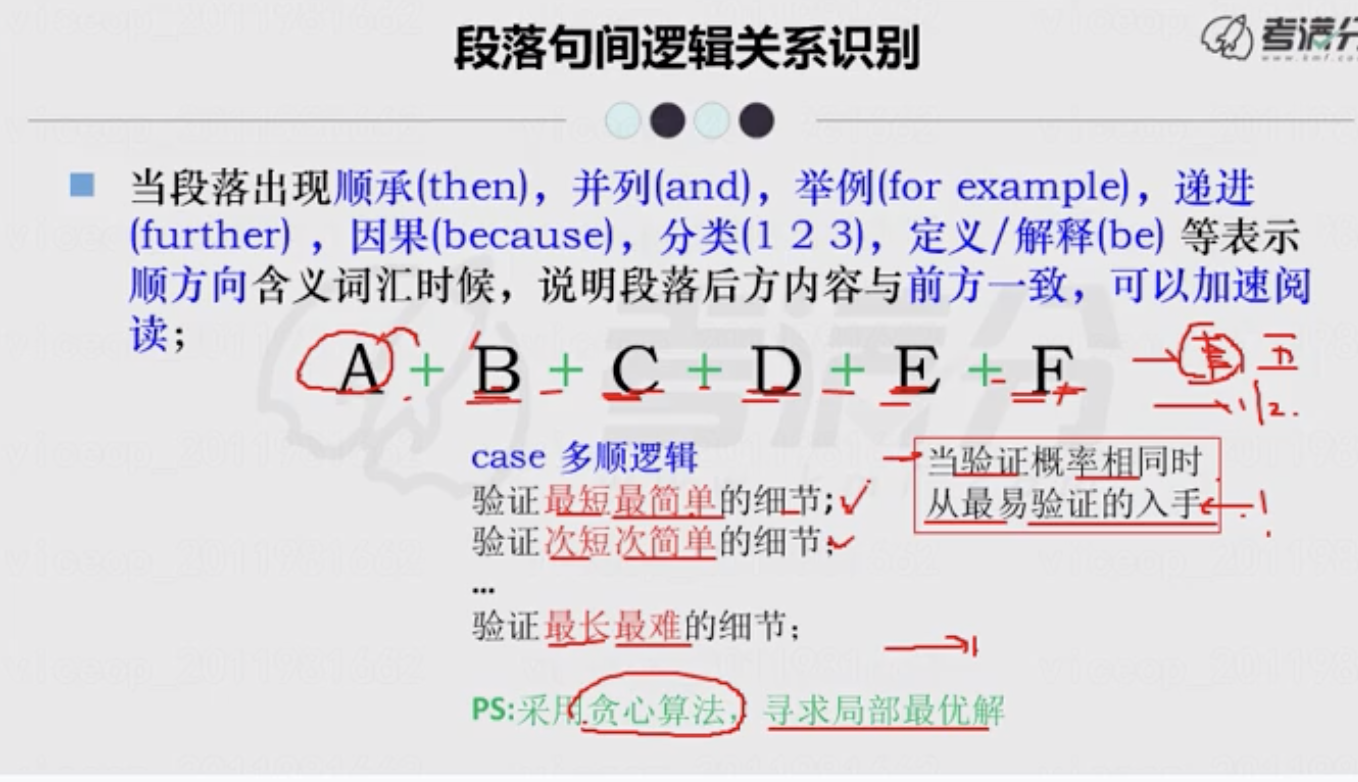 段落句间逻辑关系识别
考满分
当段落出现顺承(then)，并列(and)，举例(for example)，递进
(further) ，因果(because)，分类(1 2 3)，定义/解释(be) 等表示
顺方向含义词汇时候，说明段落后方内容与前方一致，可以加速阅
读；
A + B + C + D + E + F
1/2.
case 多顺逻辑
验证最短最简单的细节;
验证次短次简单的细节;
...
验证最长最难的细节；
当验证概率相同时
从最易验证的入手
PS:采用贪心算法，寻求局部最优解